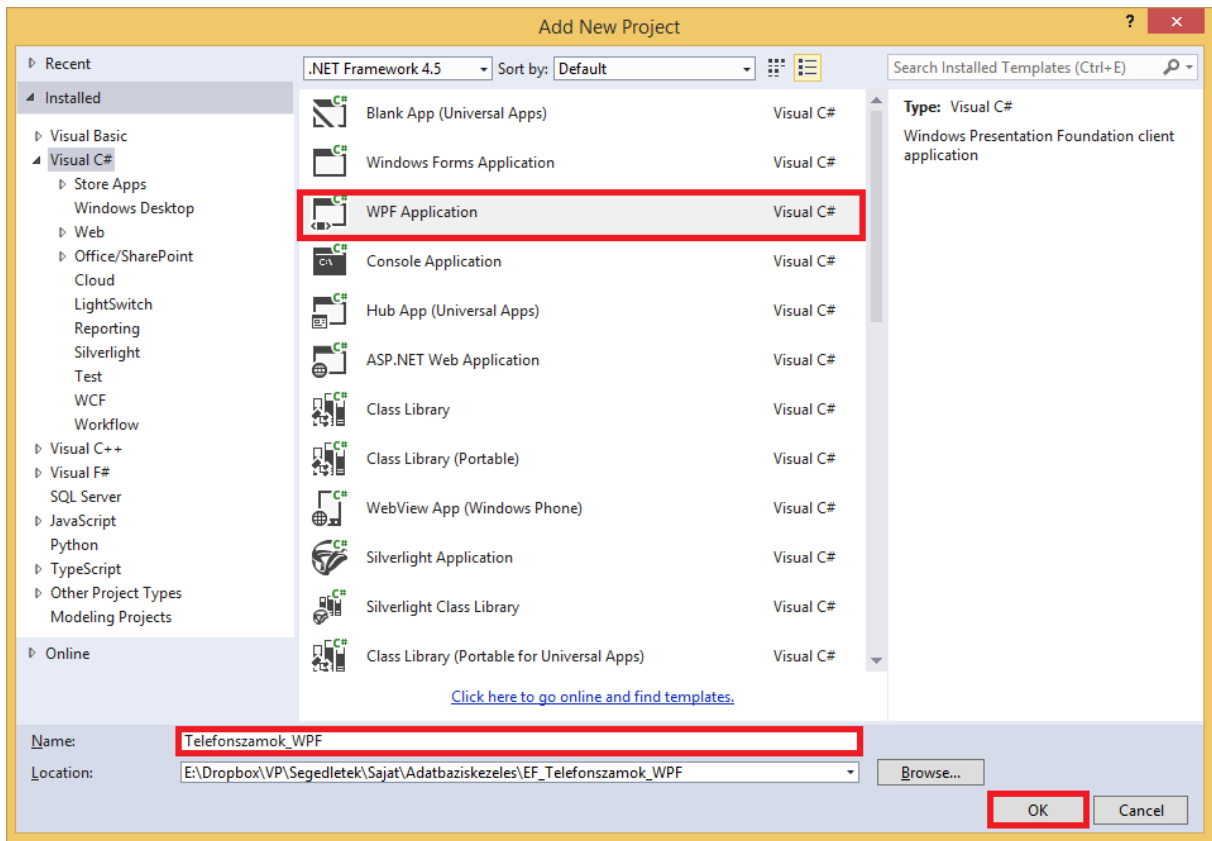 Add New Project
?
Recent
Installed
Visual Basic
Visual C#
Store Apps
Windows Desktop
Web
Office/SharePoint
Cloud
LightSwitch
Reporting
Silverlight
Test
WCF
Workflow
Visual C++
Visual F#
SQL Server
JavaScript
Python
TypeScript
Other Project Types
Modeling Projects
Online
.NET Framework 4.5 Sort by: Default
C# Blank App (Universal Apps) Visual C#
C# Windows Forms Application Visual C#
C# WPF Application Visual C#
C# C:\ Console Application Visual C#
C# Hub App (Universal Apps) Visual C#
C# ASP.NET Web Application Visual C#
C# Class Library Visual C#
C# Class Library (Portable) Visual C#
C# WebView App (Windows Phone) Visual C#
C# Silverlight Application Visual C#
C# Silverlight Class Library Visual C#
C# Class Library (Portable for Universal Apps) Visual C#
Click here to go online and find templates.
Search Installed Templates (Ctrl+E)
Type: Visual C#
Windows Presentation Foundation client
application
Name: Telefonszamok_WPF
Location: E:\Dropbox\VP\Segedletek\Sajat\Adatbaziskezeles\EF_Telefonszamok_WPF Browse...
OK Cancel